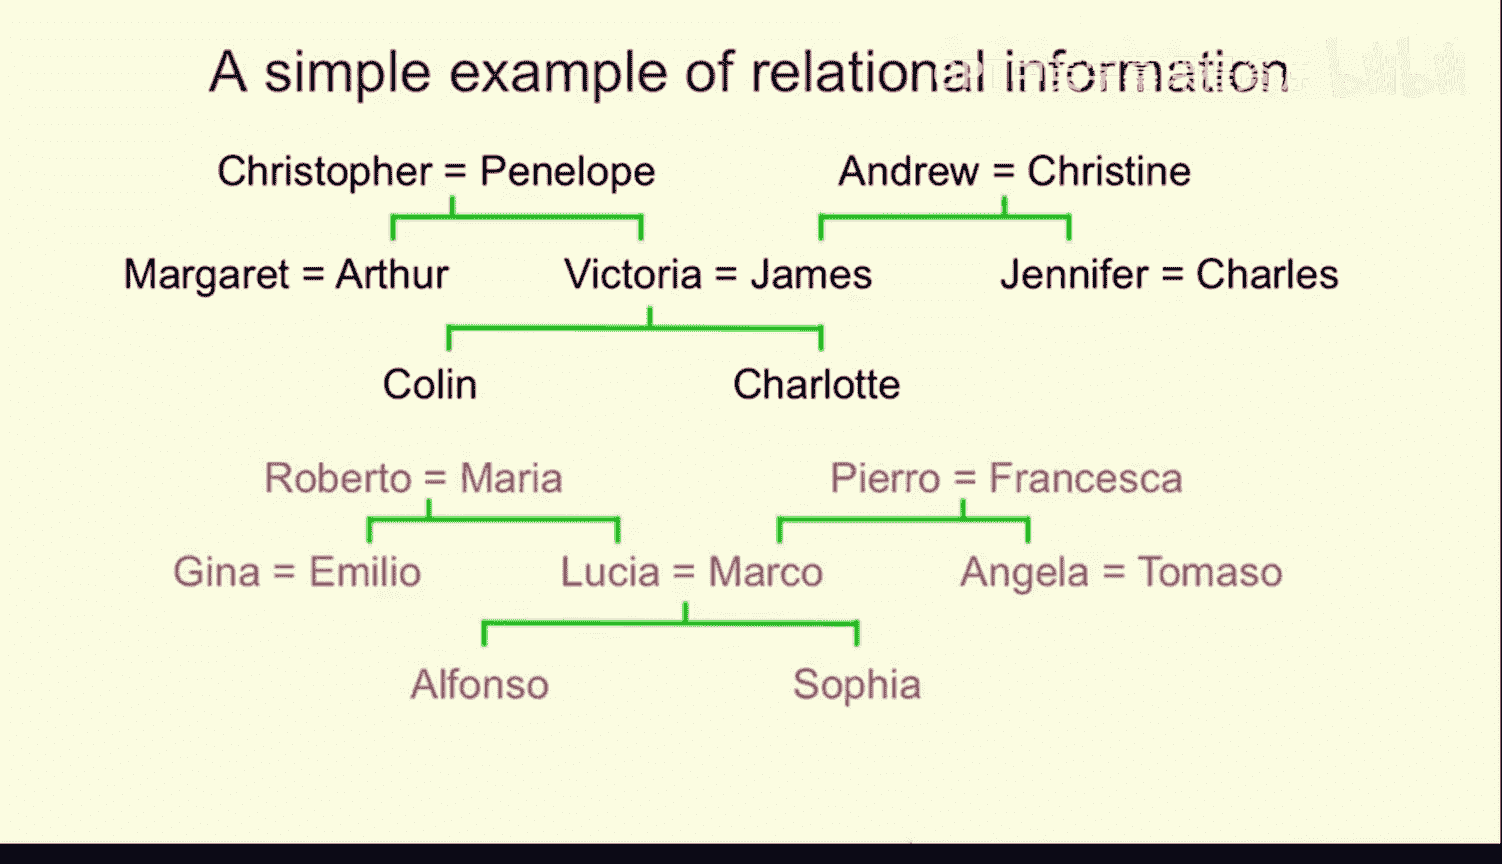 A simple example of relational information
Christopher = Penelope Andrew = Christine
Margaret = Arthur Victoria = James Jennifer = Charles
Colin Charlotte
Roberto = Maria Pierro = Francesca
Gina = Emilio Lucia = Marco Angela = Tomaso
Alfonso Sophia